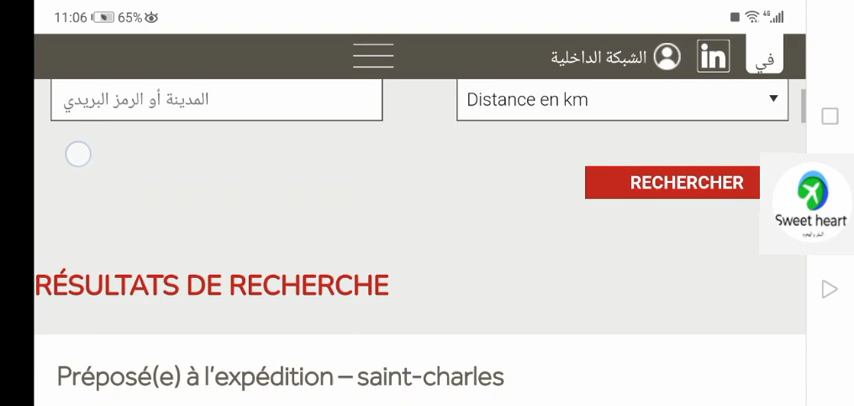 11:06 65%
4G
الشبكة الداخلية in في
المدينة أو الرمز البريدي
Distance en km
RECHERCHER
Sweet heart
RÉSULTATS DE RECHERCHE
Préposé(e) à l'expédition – saint-charles